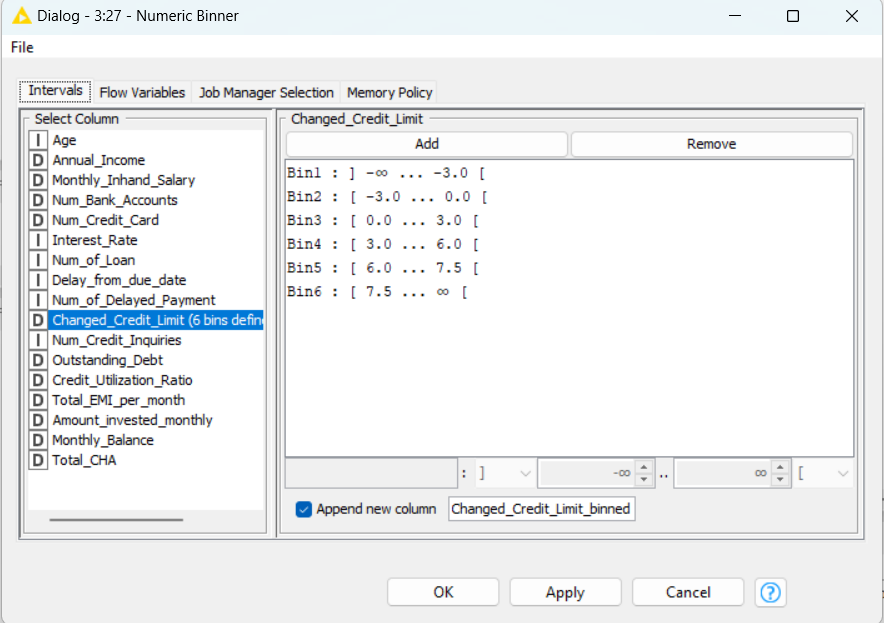 Dialog - 3:27 - Numeric Binner
File
Intervals Flow Variables Job Manager Selection Memory Policy
Select Column
I Age
D Annual_Income
D Monthly_Inhand_Salary
D Num_Bank_Accounts
D Num_Credit_Card
I Interest_Rate
I Num_of_Loan
I Delay_from_due_date
I Num_of_Delayed_Payment
D Changed_Credit_Limit (6 bins define
I Num_Credit_Inquiries
D Outstanding_Debt
D Credit_Utilization_Ratio
D Total_EMI_per_month
D Amount_invested_monthly
D Monthly_Balance
D Total_CHA
Changed_Credit_Limit
Add Remove
Bin1 : ] -∞ ... -3.0 [
Bin2 : [ -3.0 ... 0.0 [
Bin3 : [ 0.0 ... 3.0 [
Bin4 : [ 3.0 ... 6.0 [
Bin5 : [ 6.0 ... 7.5 [
Bin6 : [ 7.5 ... ∞ [
: ] -∞ .. ∞ [
Append new column Changed_Credit_Limit_binned
OK Apply Cancel ?